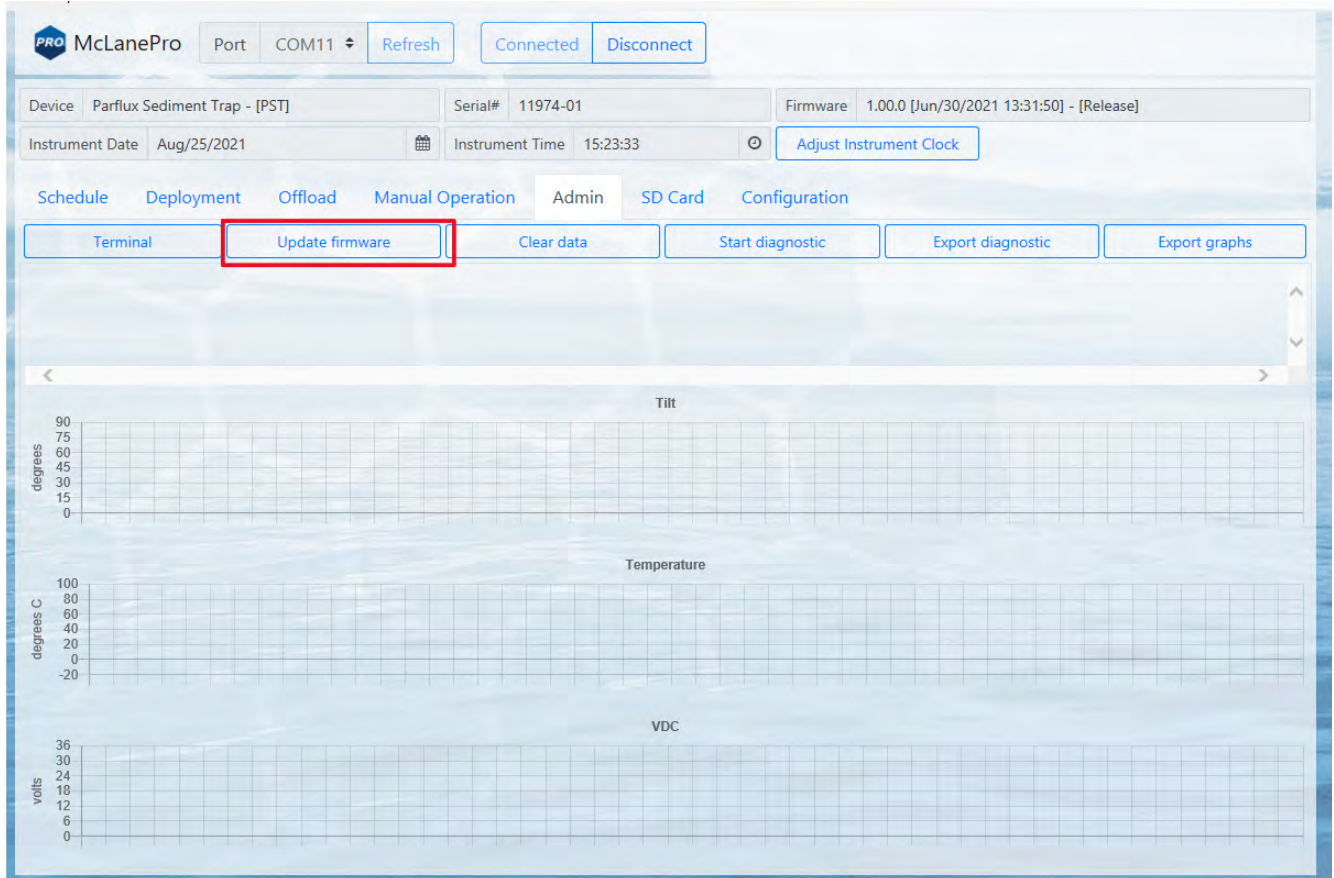 PRO McLanePro Port COM11 Refresh Connected Disconnect
Device Parflux Sediment Trap - [PST] Serial# 11974-01 Firmware 1.00.0 [Jun/30/2021 13:31:50] - [Release]
Instrument Date Aug/25/2021 Instrument Time 15:23:33 Adjust Instrument Clock
Schedule Deployment Offload Manual Operation Admin SD Card Configuration
Terminal Update firmware Clear data Start diagnostic Export diagnostic Export graphs
Tilt
degrees
90
75
60
45
30
15
0
Temperature
degrees C
100
80
60
40
20
0
-20
VDC
volts
36
30
24
18
12
6
0